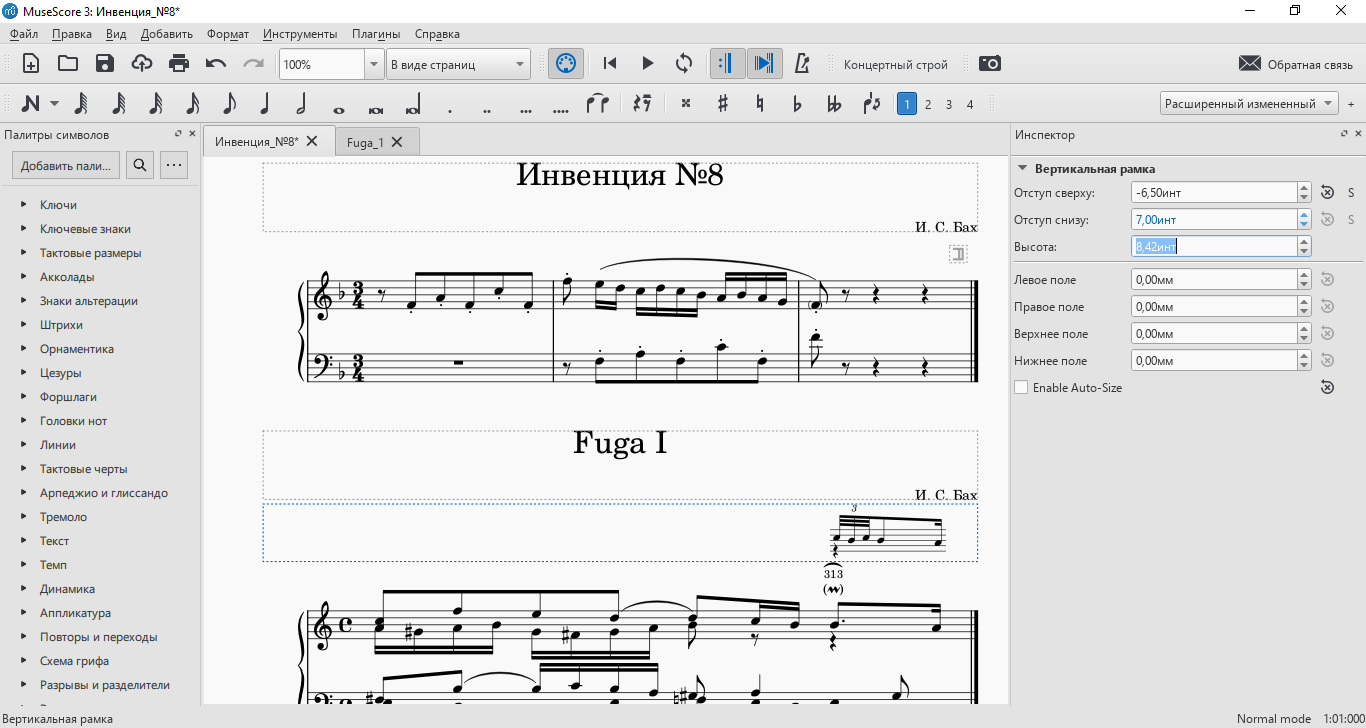 MuseScore 3: Инвенция_№8*
Файл Правка Вид Добавить Формат Инструменты Плагины Справка
100% В виде страниц Концертный строй Обратная связь
1 2 3 4 Расширенный измененный +
Палитры символов
Добавить пали... ...
Ключи
Ключевые знаки
Тактовые размеры
Акколады
Знаки альтерации
Штрихи
Орнаментика
Цезуры
Форшлаги
Головки нот
Линии
Тактовые черты
Арпеджио и глиссандо
Тремоло
Текст
Темп
Динамика
Аппликатура
Повторы и переходы
Схема грифа
Разрывы и разделители
Инвенция_№8* Fuga_1
Инвенция №8
И. С. Бах
3
4
3
4
Fuga I
И. С. Бах
3
313
Инспектор
Вертикальная рамка
Отступ сверху: -6,50инт S
Отступ снизу: 7,00инт S
Высота: 8,42инт
Левое поле 0,00мм
Правое поле 0,00мм
Верхнее поле 0,00мм
Нижнее поле 0,00мм
Enable Auto-Size
Вертикальная рамка Normal mode 1:01:000